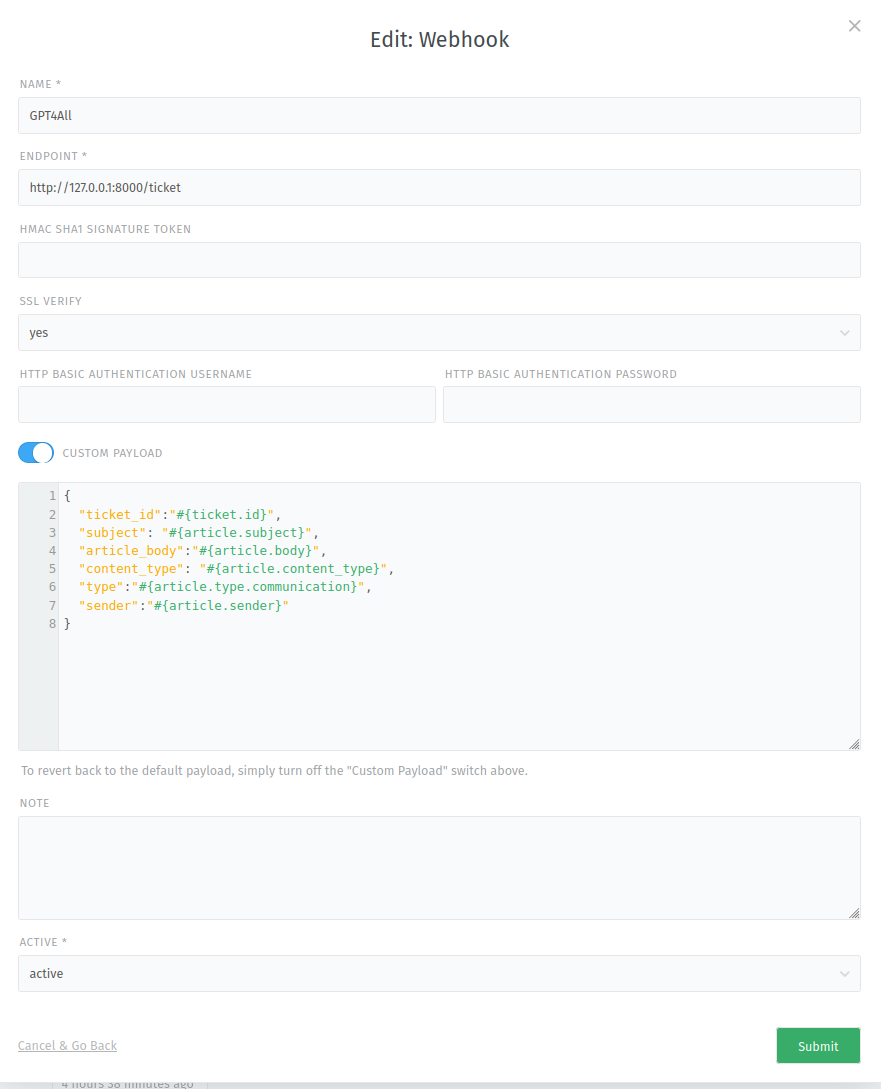 Edit: Webhook
NAME *
GPT4All
ENDPOINT *
http://127.0.0.1:8000/ticket
HMAC SHA1 SIGNATURE TOKEN
SSL VERIFY
yes
HTTP BASIC AUTHENTICATION USERNAME HTTP BASIC AUTHENTICATION PASSWORD
CUSTOM PAYLOAD
1 {
2 "ticket_id":"#{ticket.id}",
3 "subject": "#{article.subject}",
4 "article_body":"#{article.body}",
5 "content_type": "#{article.content_type}",
6 "type":"#{article.type.communication}",
7 "sender":"#{article.sender}"
8 }
To revert back to the default payload, simply turn off the "Custom Payload" switch above.
NOTE
ACTIVE *
active
Cancel & Go Back Submit
4 hours 38 minutes ago